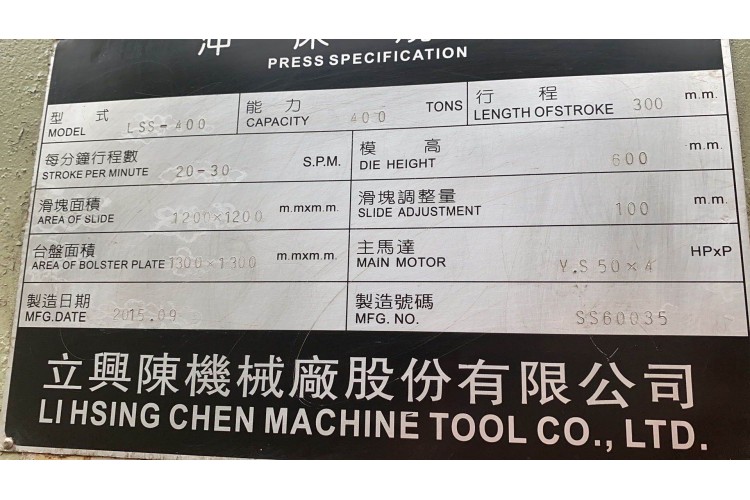 PRESS SPECIFICATION
型 式 能 力 TONS 行 程 m.m.
MODEL LSS-400 CAPACITY 400 LENGTH OFSTROKE 300
每分鐘行程數 S.P.M. 模 高 m.m.
STROKE PER MINUTE 20-30 DIE HEIGHT 600
滑塊面積 m.mxm.m. 滑塊調整量 m.m.
AREA OF SLIDE 1200×1200 SLIDE ADJUSTMENT 100
台盤面積 m.mxm.m. 主馬達 HPxP
AREA OF BOLSTER PLATE 1300×1300 MAIN MOTOR V.S 50×4
製造日期 製造號碼
MFG.DATE 2015.09 MFG. NO. SS60035
立興陳機械廠股份有限公司
LI HSING CHEN MACHINE TOOL CO., LTD.